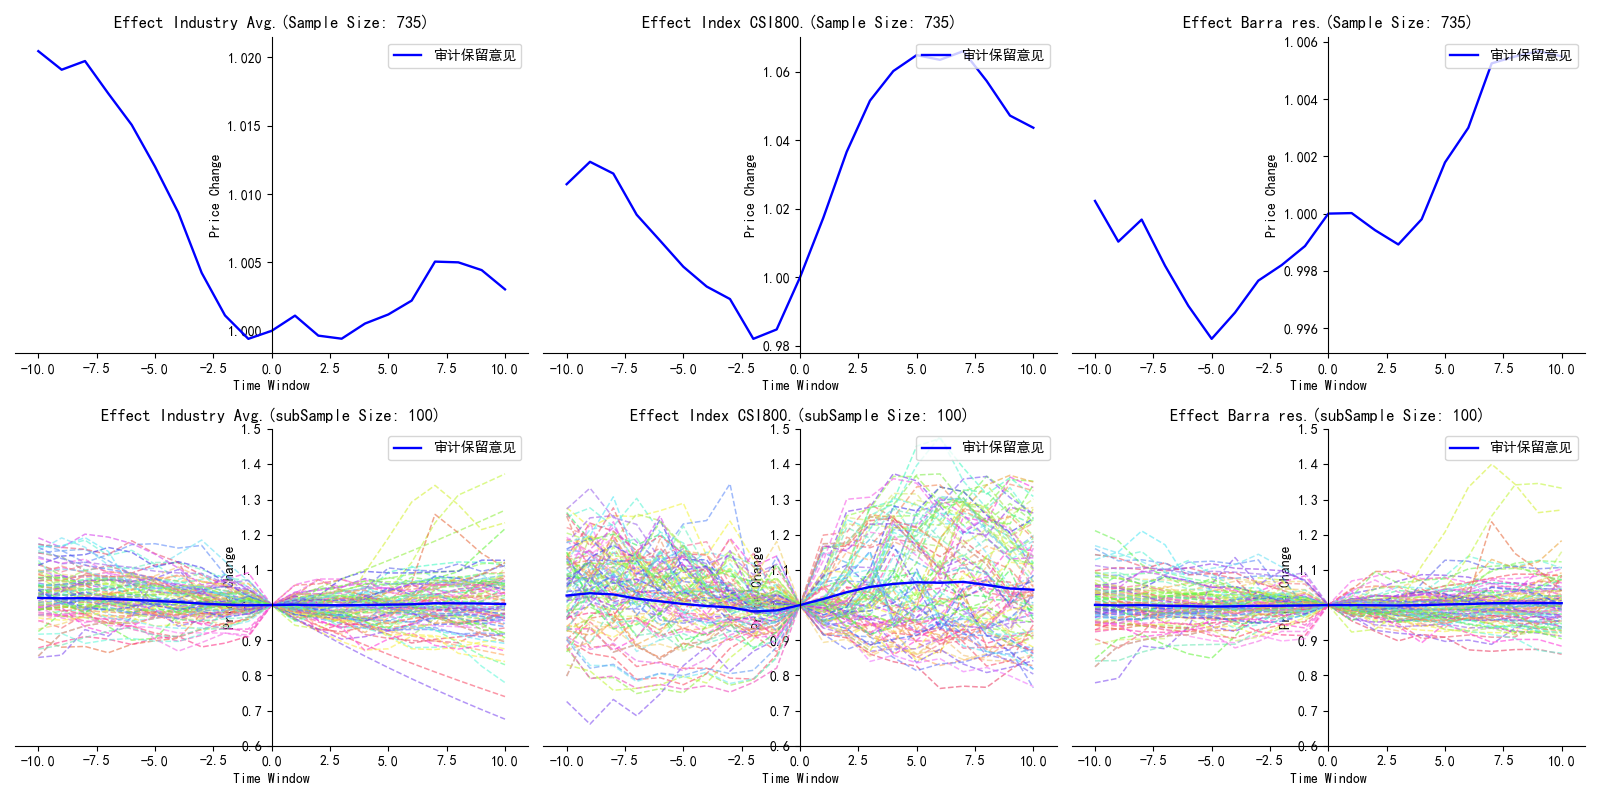 Effect Industry Avg.(Sample Size: 735)
审计保留意见
1.020
1.015
1.010
1.005
1.000
Price Change
−10.0 −7.5 −5.0 −2.5 0.0 2.5 5.0 7.5 10.0
Time Window
Effect Index CSI800.(Sample Size: 735)
审计保留意见
1.06
1.04
1.02
1.00
0.98
Price Change
−10.0 −7.5 −5.0 −2.5 0.0 2.5 5.0 7.5 10.0
Time Window
Effect Barra res.(Sample Size: 735)
审计保留意见
1.006
1.004
1.002
1.000
0.998
0.996
Price Change
−10.0 −7.5 −5.0 −2.5 0.0 2.5 5.0 7.5 10.0
Time Window
Effect Industry Avg.(subSample Size: 100)
审计保留意见
1.5
1.4
1.3
1.2
1.1
1.0
0.9
0.8
0.7
0.6
Price Change
−10.0 −7.5 −5.0 −2.5 0.0 2.5 5.0 7.5 10.0
Time Window
Effect Index CSI800.(subSample Size: 100)
审计保留意见
1.5
1.4
1.3
1.2
1.1
1.0
0.9
0.8
0.7
0.6
Price Change
−10.0 −7.5 −5.0 −2.5 0.0 2.5 5.0 7.5 10.0
Time Window
Effect Barra res.(subSample Size: 100)
审计保留意见
1.5
1.4
1.3
1.2
1.1
1.0
0.9
0.8
0.7
0.6
Price Change
−10.0 −7.5 −5.0 −2.5 0.0 2.5 5.0 7.5 10.0
Time Window